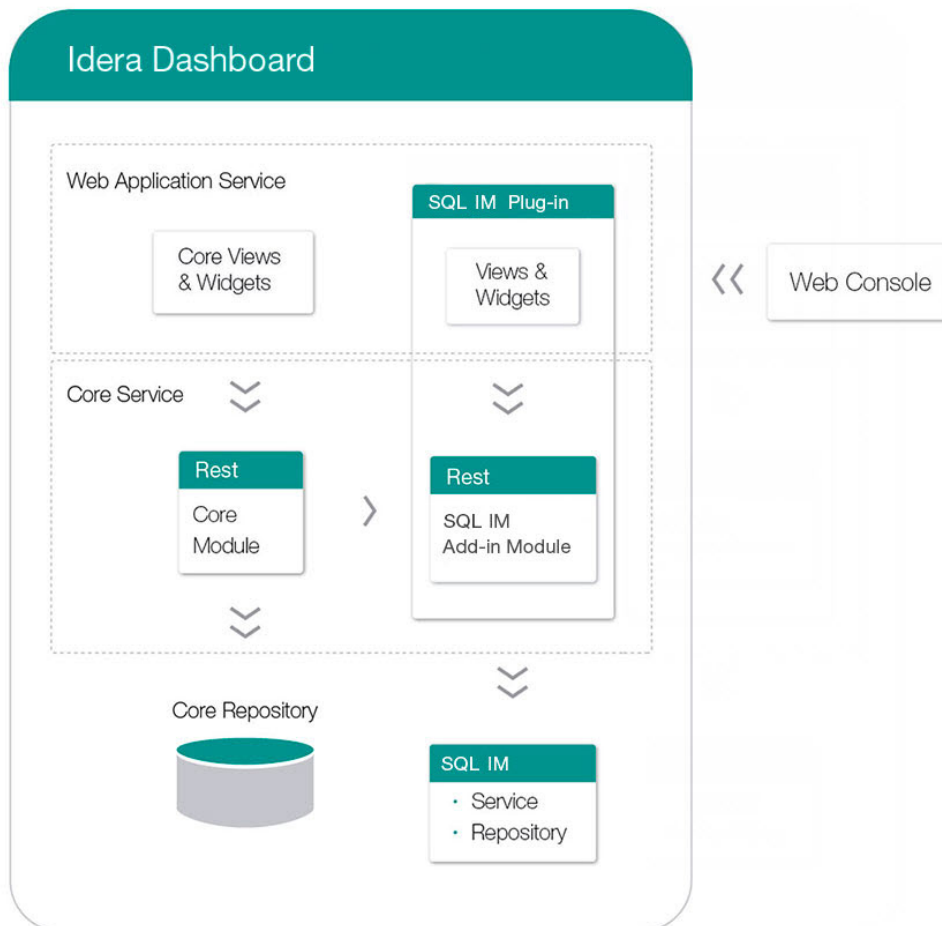 Idera Dashboard
Web Application Service
SQL IM Plug-in
Core Views
& Widgets
Views &
Widgets
Web Console
Core Service
Rest
Core
Module
Rest
SQL IM
Add-in Module
Core Repository
SQL IM
· Service
· Repository